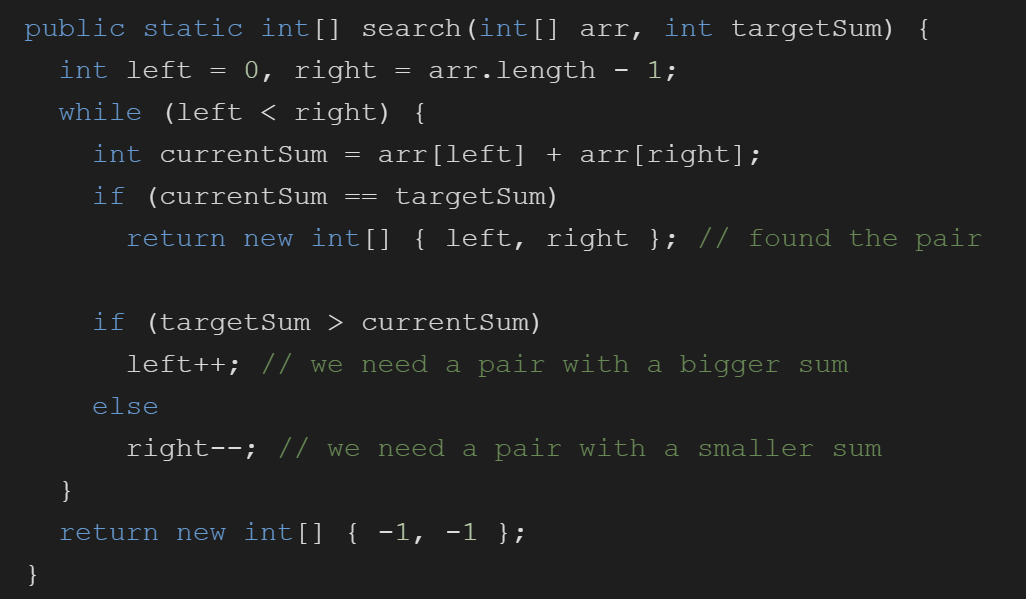 public static int[] search(int[] arr, int targetSum) {
  int left = 0, right = arr.length - 1;
  while (left < right) {
    int currentSum = arr[left] + arr[right];
    if (currentSum == targetSum)
      return new int[] { left, right }; // found the pair

    if (targetSum > currentSum)
      left++; // we need a pair with a bigger sum
    else
      right--; // we need a pair with a smaller sum
  }
  return new int[] { -1, -1 };
}